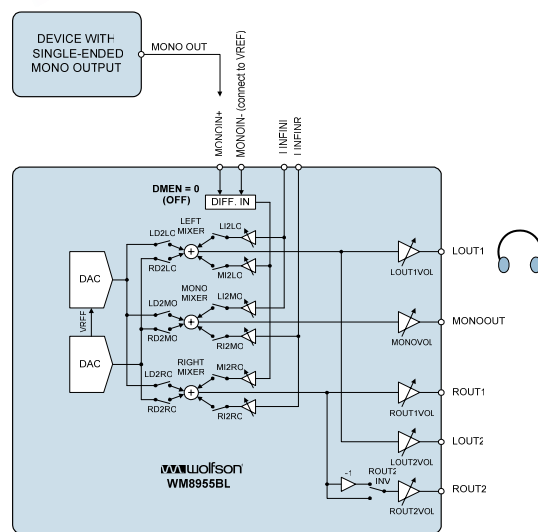 DEVICE WITH
SINGLE-ENDED
MONO OUTPUT
MONO OUT
MONOIN+
MONOIN- (connect to VREF)
DMEN = 0
(OFF)
DIFF. IN
LEFT
MIXER
LD2LO
RD2LO
LI2LO
MI2LO
DAC
VREF
DAC
MONO
MIXER
LD2MO
RD2MO
LI2MO
RI2MO
RIGHT
MIXER
LD2RO
RD2RO
MI2RO
RI2RO
LOUT1VOL
LOUT1
MONOVOL
MONOOUT
ROUT1VOL
ROUT1
LOUT2VOL
LOUT2
-1
ROUT2
INV
ROUT2VOL
ROUT2
wolfson
WM8955BL